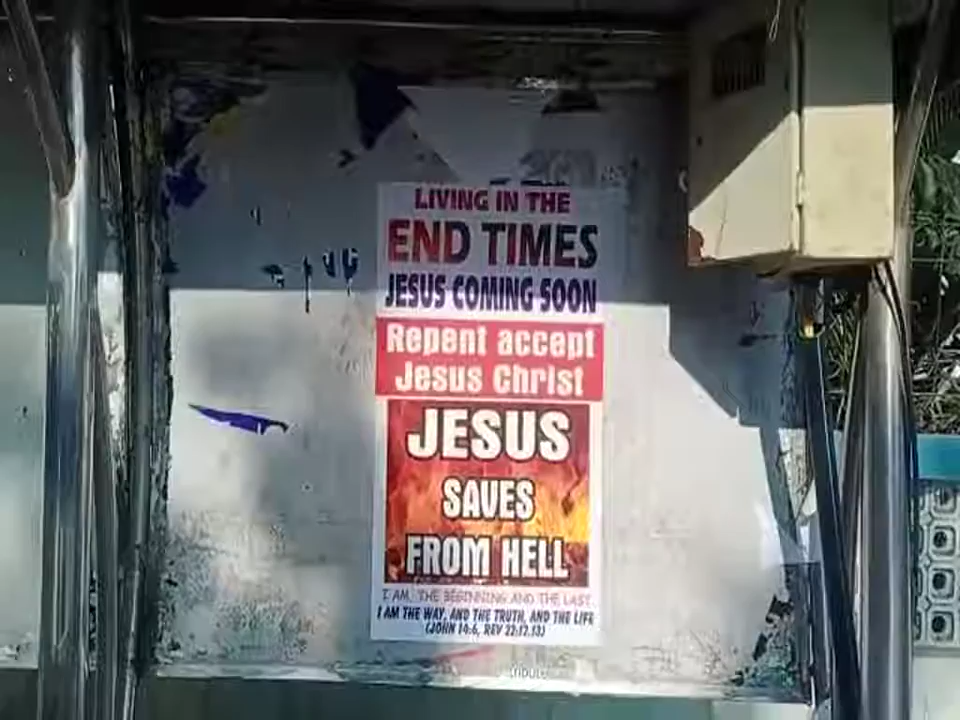 LIVING IN THE
END TIMES
JESUS COMING SOON
Repent accept
Jesus Christ
JESUS
SAVES
FROM HELL
I AM, THE BEGINNING AND THE LAST
I AM THE WAY, AND THE TRUTH, AND THE LIFE
(JOHN 14:6, REV 22:12,13)